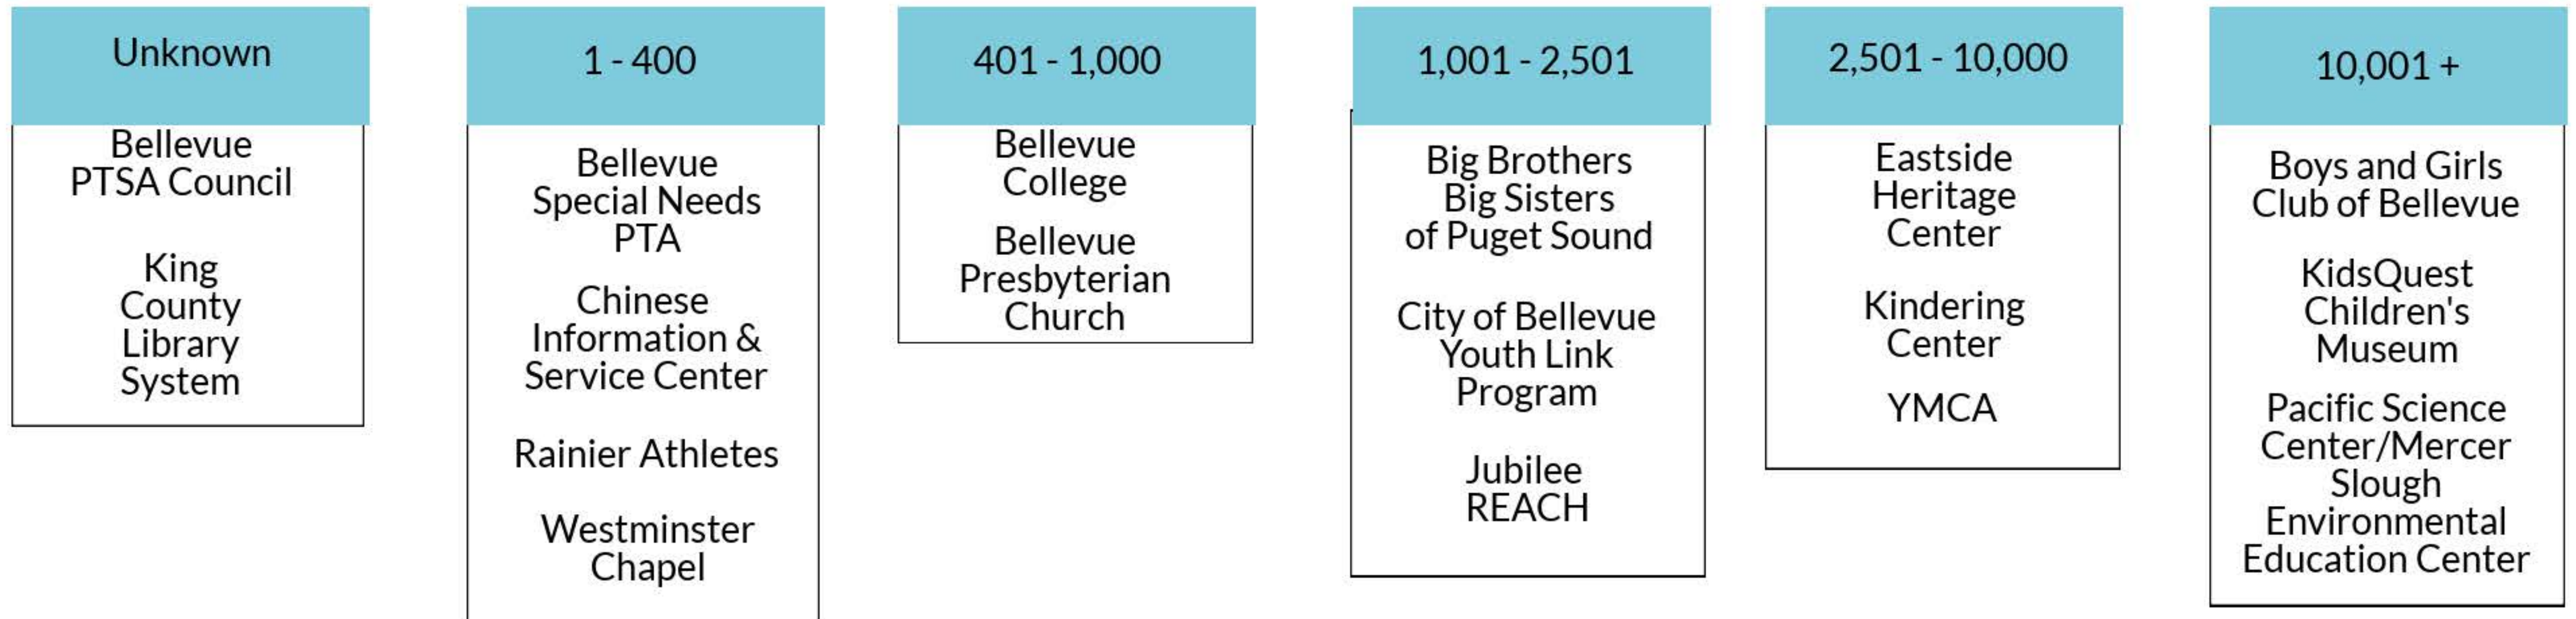 Unknown
Bellevue
PTSA Council
King
County
Library
System
1 - 400
Bellevue
Special Needs
PTA
Chinese
Information &
Service Center
Rainier Athletes
Westminster
Chapel
401 - 1,000
Bellevue
College
Bellevue
Presbyterian
Church
1,001 - 2,501
Big Brothers
Big Sisters
of Puget Sound
City of Bellevue
Youth Link
Program
Jubilee
REACH
2,501 - 10,000
Eastside
Heritage
Center
Kindering
Center
YMCA
10,001 +
Boys and Girls
Club of Bellevue
KidsQuest
Children's
Museum
Pacific Science
Center/Mercer
Slough
Environmental
Education Center